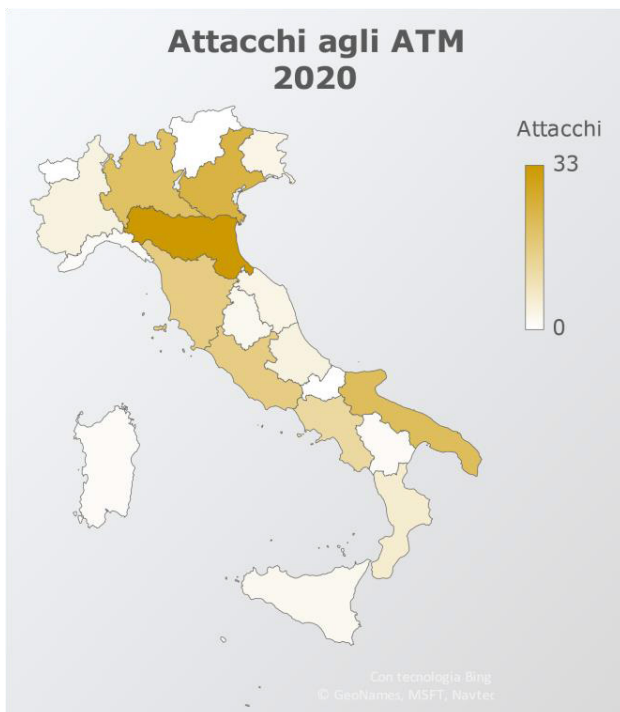 Attacchi agli ATM
2020
Attacchi
33
0
Con tecnologia Bing
© GeoNames, MSFT, Navteq